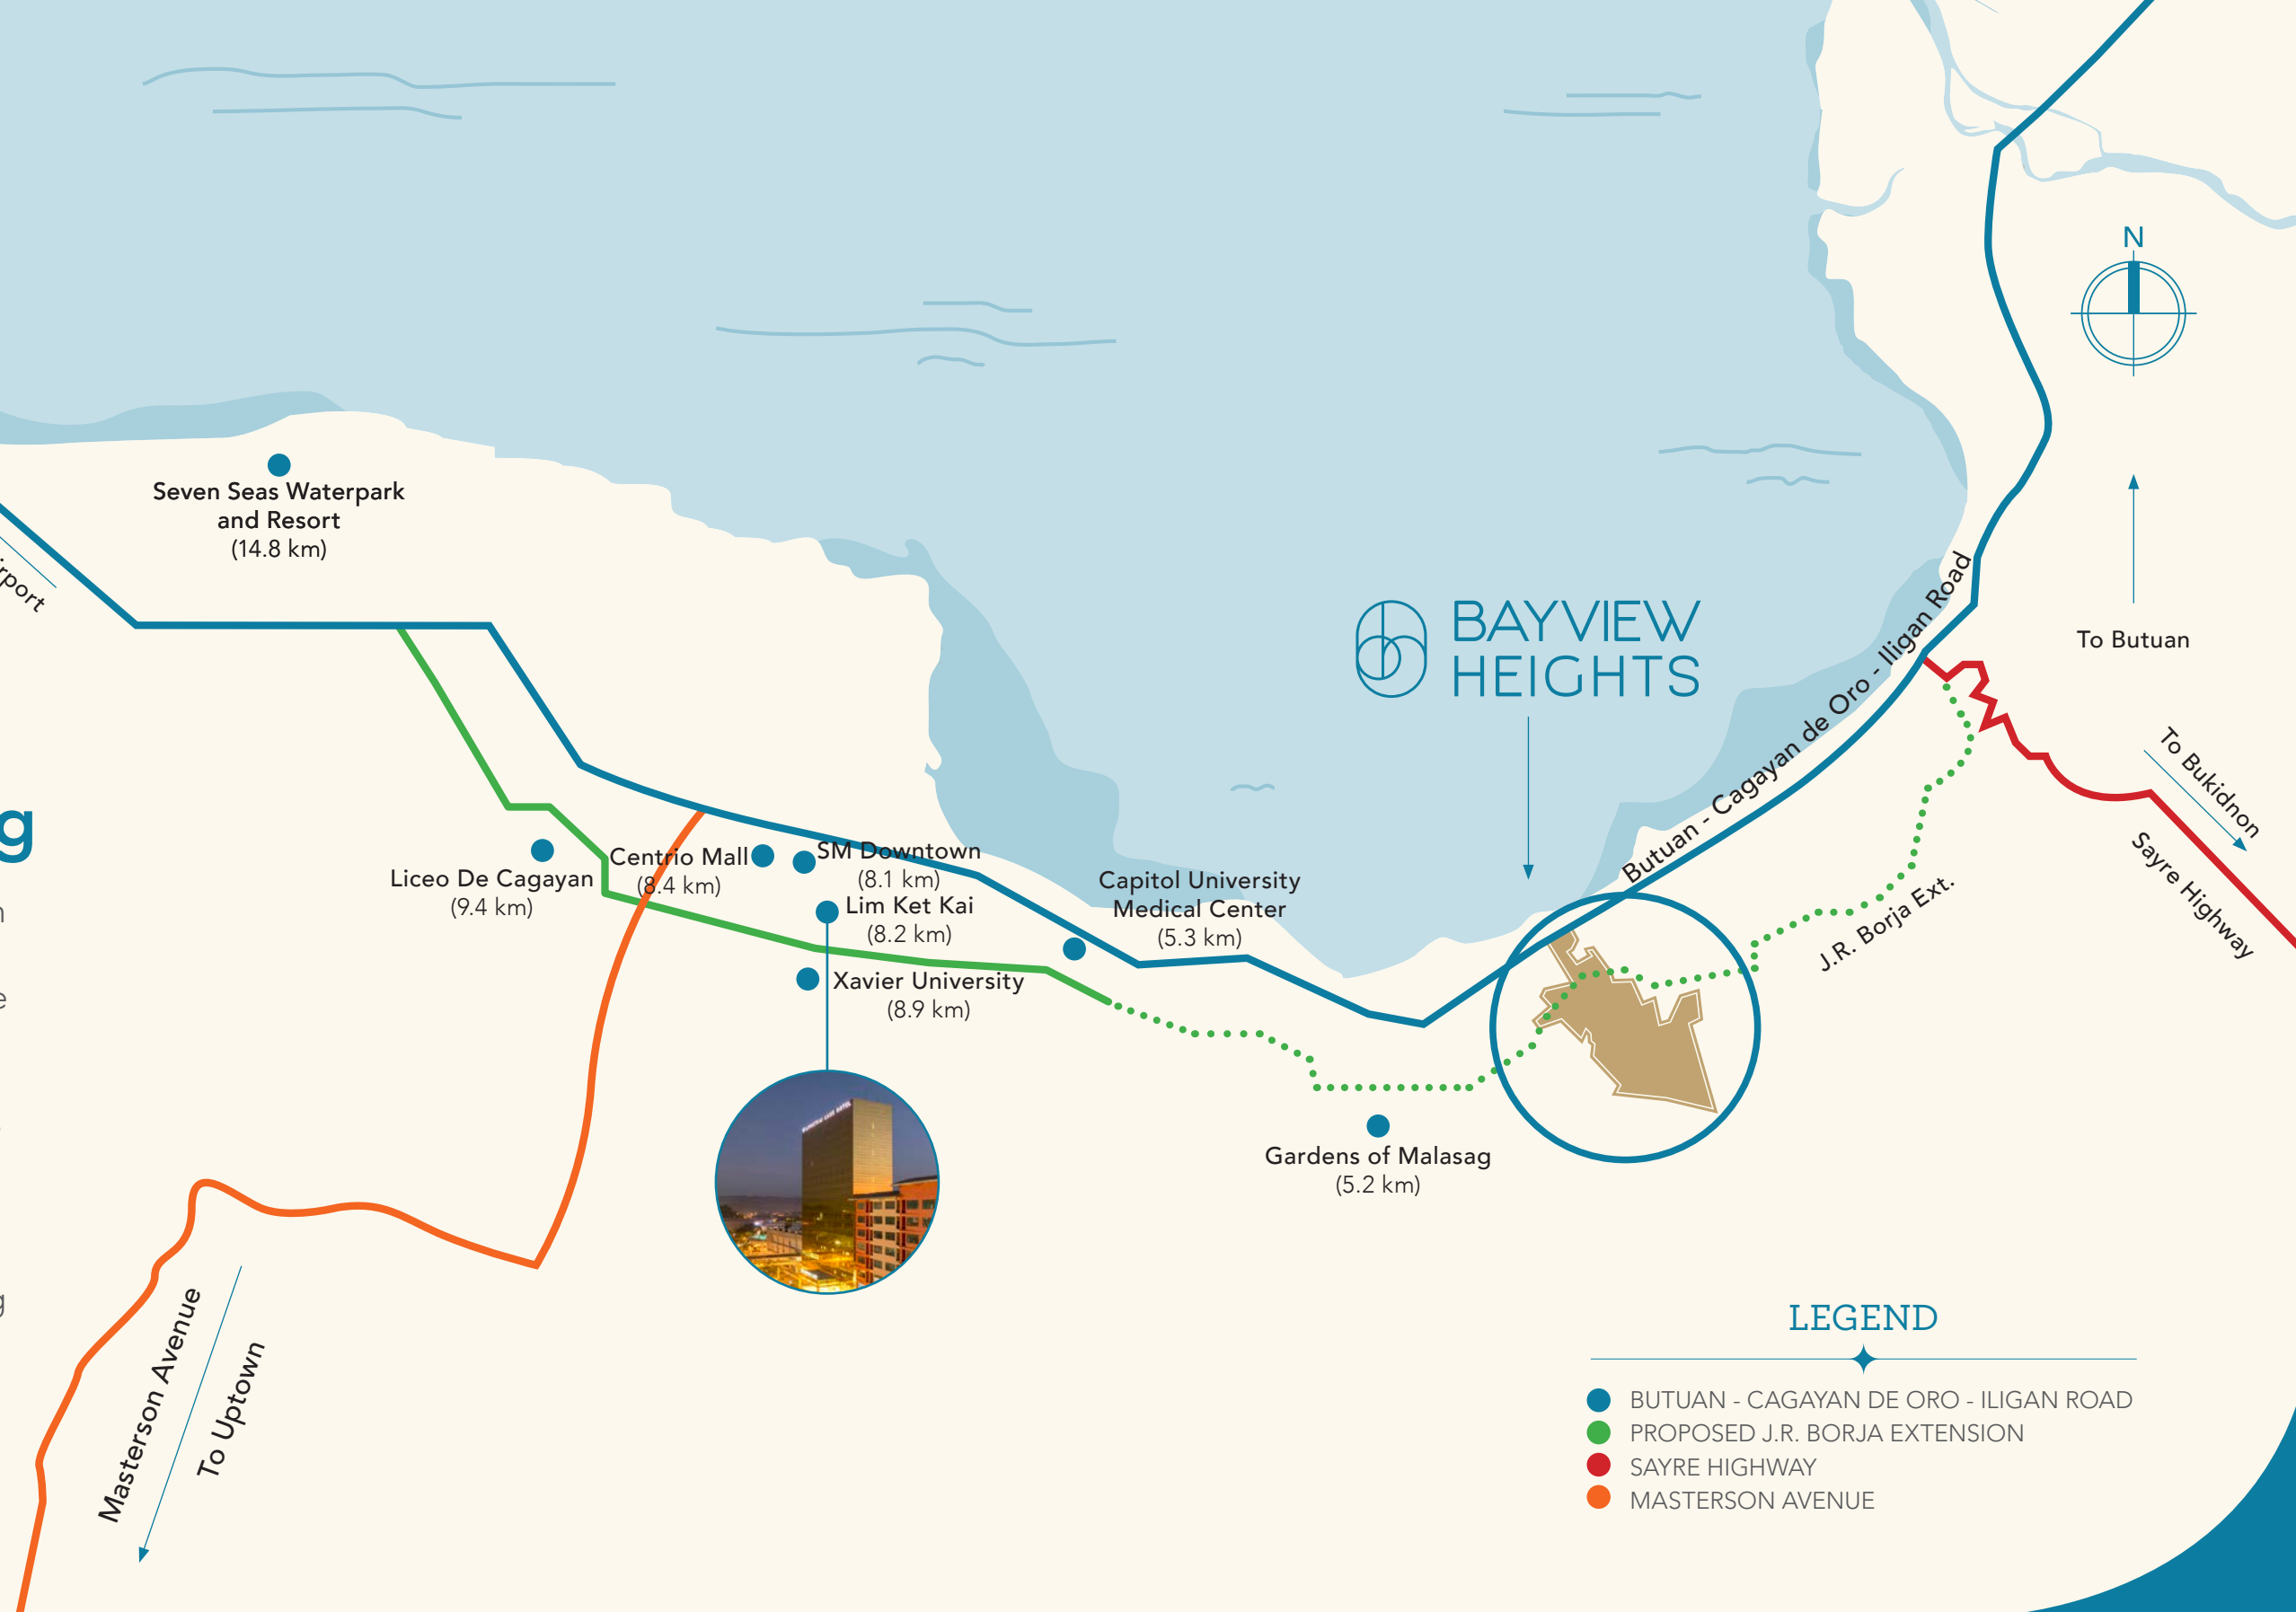 N
Seven Seas Waterpark
and Resort
(14.8 km)
BAYVIEW
HEIGHTS
Butuan - Cagayan de Oro - Iligan Road
To Butuan
To Bukidnon
Sayre Highway
J.R. Borja Ext.
Liceo De Cagayan
(9.4 km)
Centrio Mall
(8.4 km)
SM Downtown
(8.1 km)
Lim Ket Kai
(8.2 km)
Capitol University
Medical Center
(5.3 km)
Xavier University
(8.9 km)
Gardens of Malasag
(5.2 km)
Masterson Avenue
To Uptown
LEGEND
BUTUAN - CAGAYAN DE ORO - ILIGAN ROAD
PROPOSED J.R. BORJA EXTENSION
SAYRE HIGHWAY
MASTERSON AVENUE